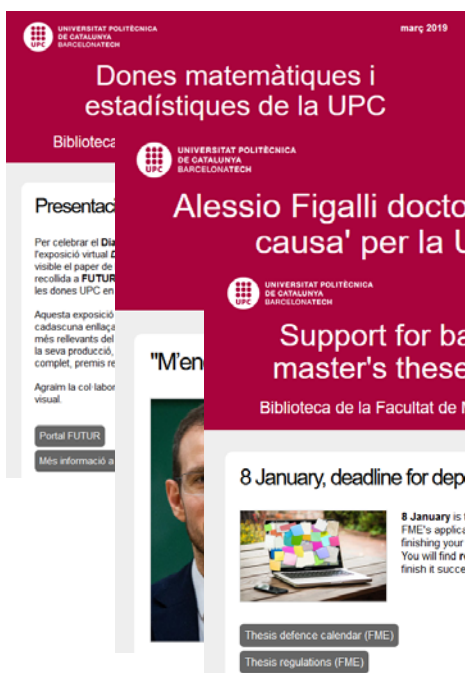 UNIVERSITAT POLITÈCNICA
DE CATALUNYA
BARCELONATECH
UPC
març 2019
Dones matemàtiques i
estadístiques de la UPC
Biblioteca
Presentaci
Per celebrar el Dia
l'exposició virtual
visible el paper de
recollida a FUTUR
les dones UPC en
Aquesta exposició
cadascuna enllaça
més rellevants del
la seva producció,
complet, premis re
Agraïm la col·labor
visual.
Portal FUTUR
Més informació a
UNIVERSITAT POLITÈCNICA
DE CATALUNYA
BARCELONATECH
UPC
Alessio Figalli docto
causa' per la U
"M'en
UNIVERSITAT POLITÈCNICA
DE CATALUNYA
BARCELONATECH
UPC
Support for ba
master's these
Biblioteca de la Facultat de
8 January, deadline for dep
8 January is
FME's applica
finishing your
You will find re
finish it succe
Thesis defence calendar (FME)
Thesis regulations (FME)